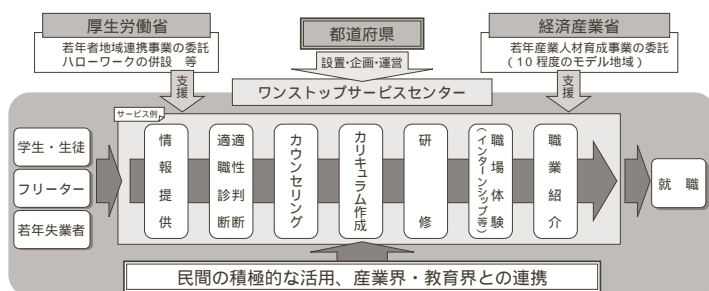 厚生労働省
若年者地域連携事業の委託
ハローワークの併設　等
支援
都道府県
設置・企画・運営
経済産業省
若年産業人材育成事業の委託
(10程度のモデル地域)
支援
ワンストップサービスセンター
サービス例
学生・生徒
フリーター
若年失業者
情報提供
適職診断
適性判断
カウンセリング
カリキュラム作成
研修
職場体験
(インターンシップ等)
職業紹介
就　職
民間の積極的な活用、産業界・教育界との連携